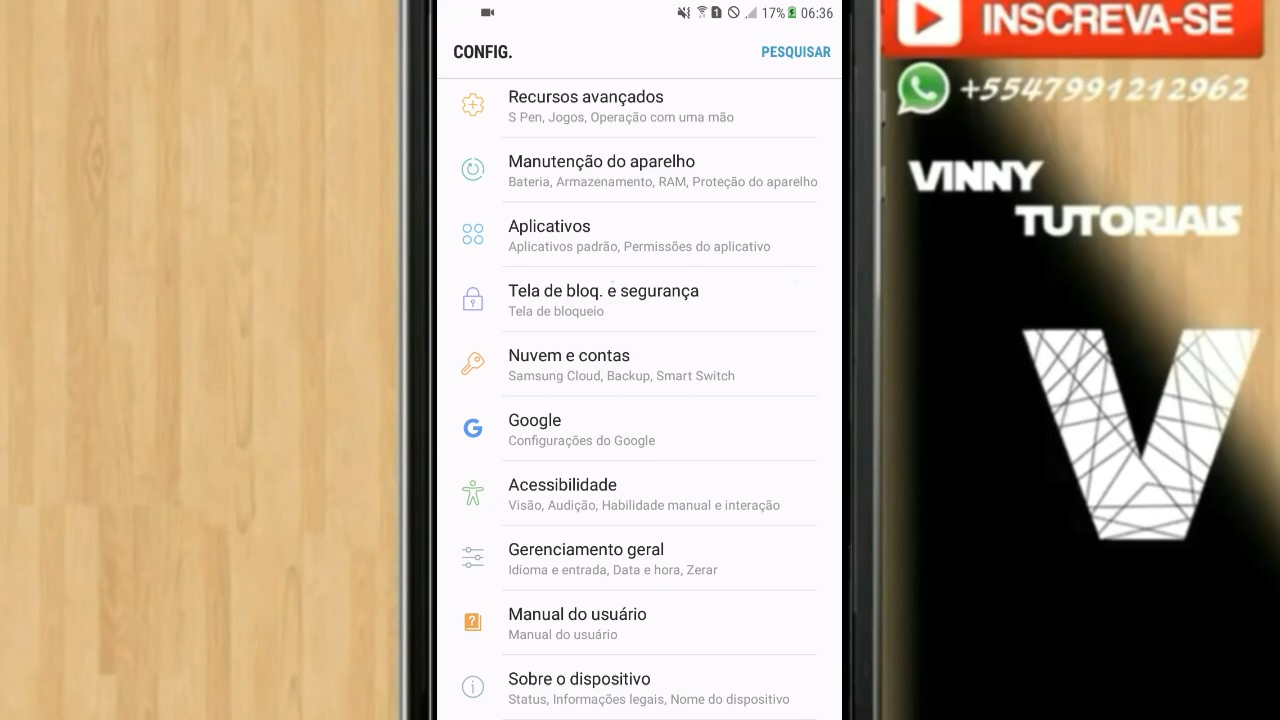 17% 06:36
CONFIG.
PESQUISAR
Recursos avançados
S Pen, Jogos, Operação com uma mão
Manutenção do aparelho
Bateria, Armazenamento, RAM, Proteção do aparelho
Aplicativos
Aplicativos padrão, Permissões do aplicativo
Tela de bloq. e segurança
Tela de bloqueio
Nuvem e contas
Samsung Cloud, Backup, Smart Switch
Google
Configurações do Google
Acessibilidade
Visão, Audição, Habilidade manual e interação
Gerenciamento geral
Idioma e entrada, Data e hora, Zerar
Manual do usuário
Manual do usuário
Sobre o dispositivo
Status, Informações legais, Nome do dispositivo
INSCREVA-SE
+5547991212962
VINNY
TUTORIAIS
V